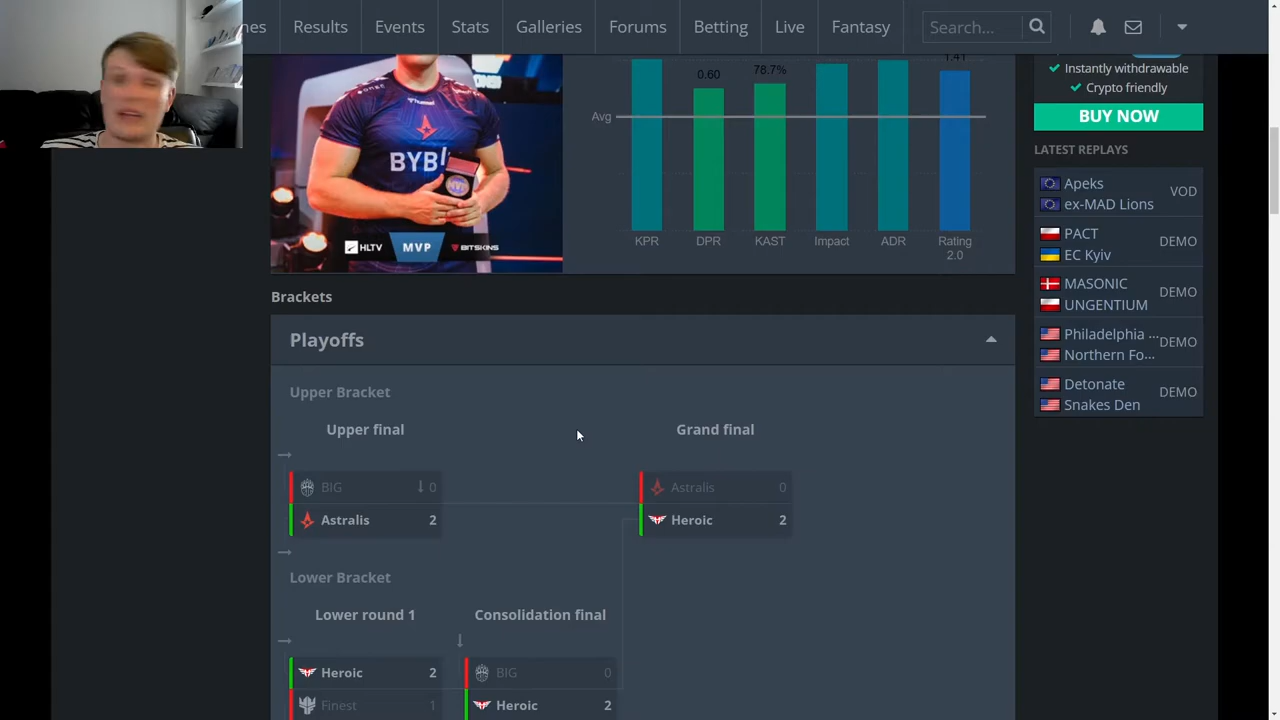 mes Results Events Stats Galleries Forums Betting Live Fantasy Search...
Instantly withdrawable
Crypto friendly
BUY NOW
LATEST REPLAYS
Apeks
ex-MAD Lions
VOD
PACT
EC Kyiv
DEMO
MASONIC
UNGENTIUM
DEMO
Philadelphia ...
Northern Fo...
DEMO
Detonate
Snakes Den
DEMO
hummel
BYB
MVP
HLTV
MVP
BITSKINS
0.60
78.7%
1.41
Avg
KPR
DPR
KAST
Impact
ADR
Rating
2.0
Brackets
Playoffs
Upper Bracket
Upper final
Grand final
BIG 0
Astralis 2
Astralis 0
Heroic 2
Lower Bracket
Lower round 1
Consolidation final
Heroic 2
Finest 1
BIG 0
Heroic 2